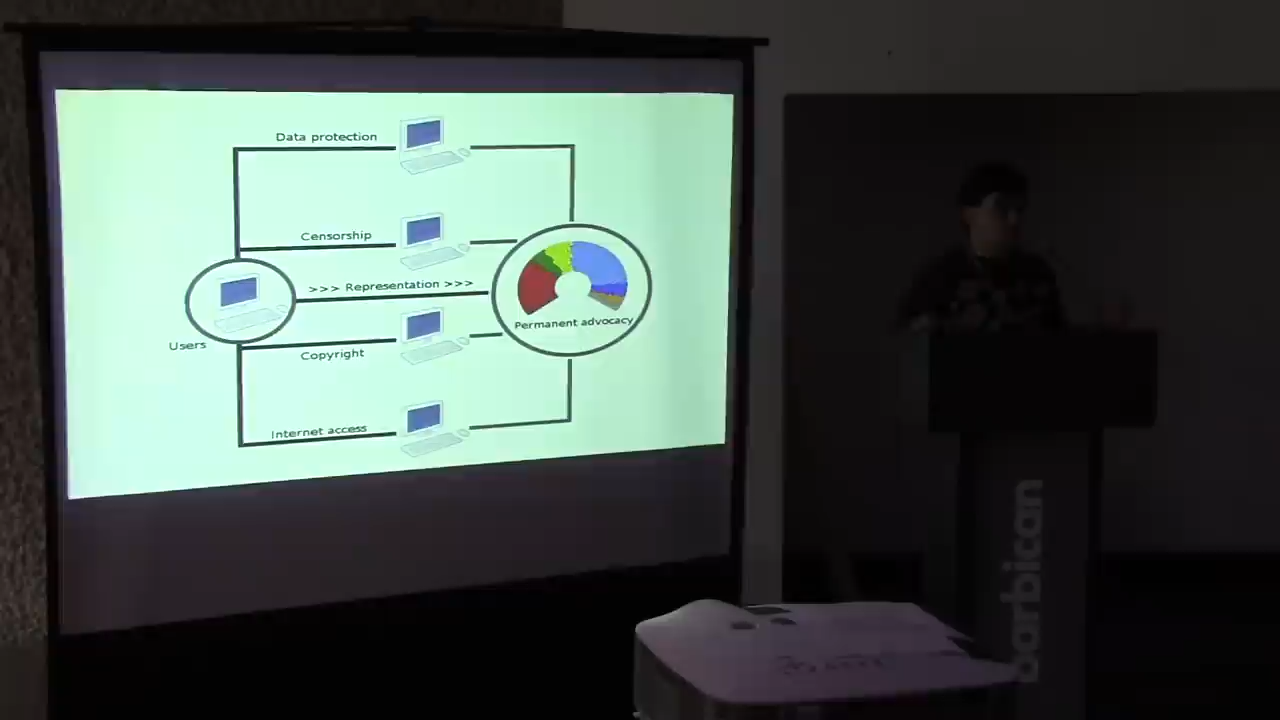 Data protection
Censorship
>>> Representation >>>
Permanent advocacy
Users
Copyright
Internet access
barbican